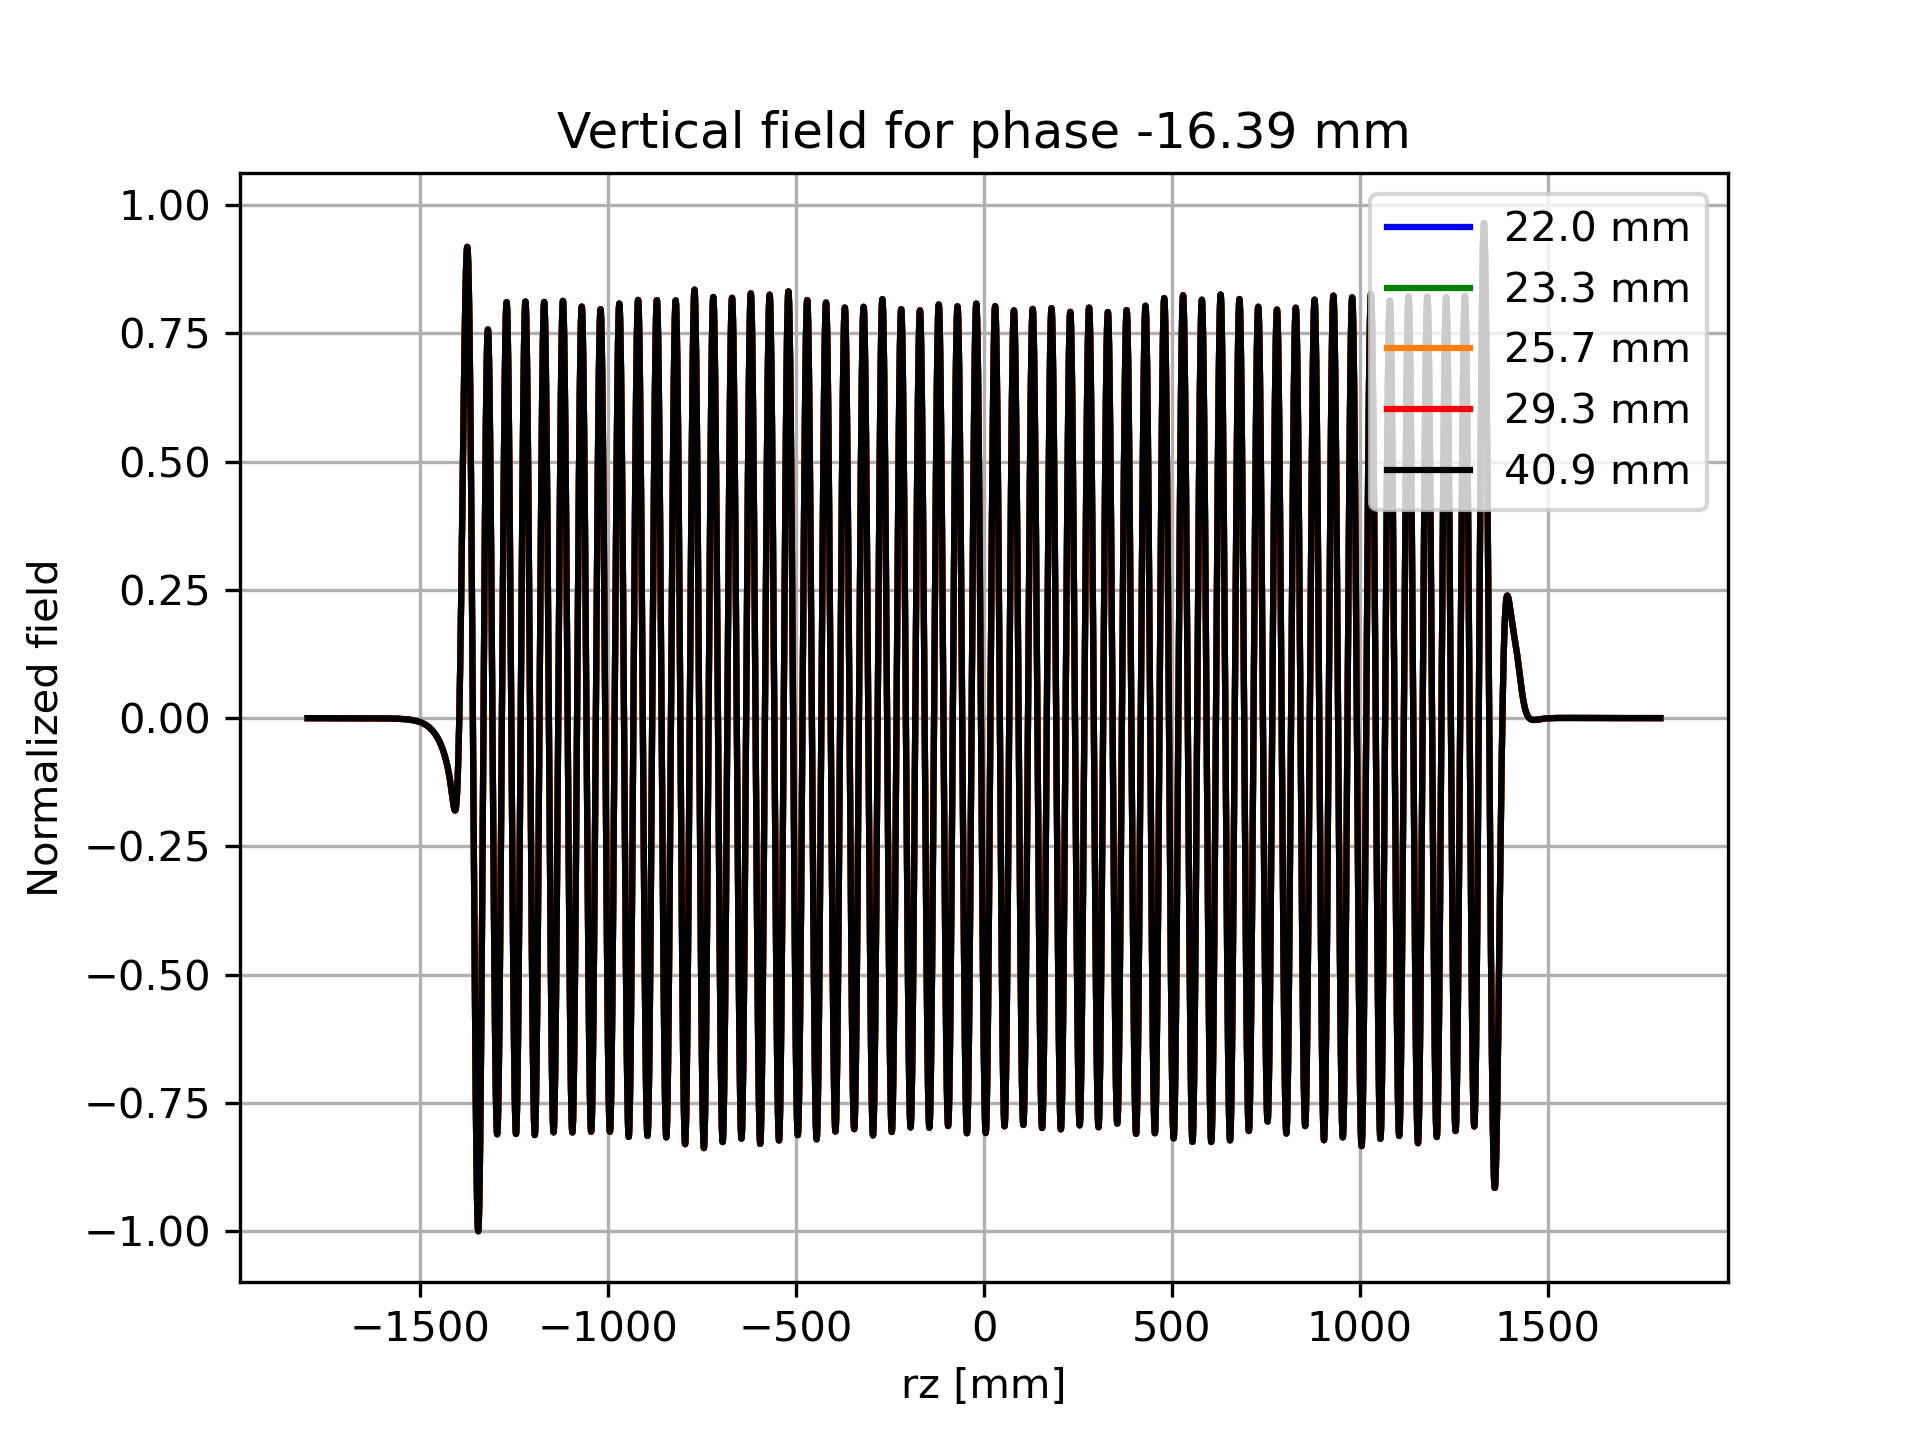 Vertical field for phase -16.39 mm
1.00
0.75
0.50
0.25
0.00
−0.25
−0.50
−0.75
−1.00
Normalized field
22.0 mm
23.3 mm
25.7 mm
29.3 mm
40.9 mm
−1500 −1000 −500 0 500 1000 1500
rz [mm]